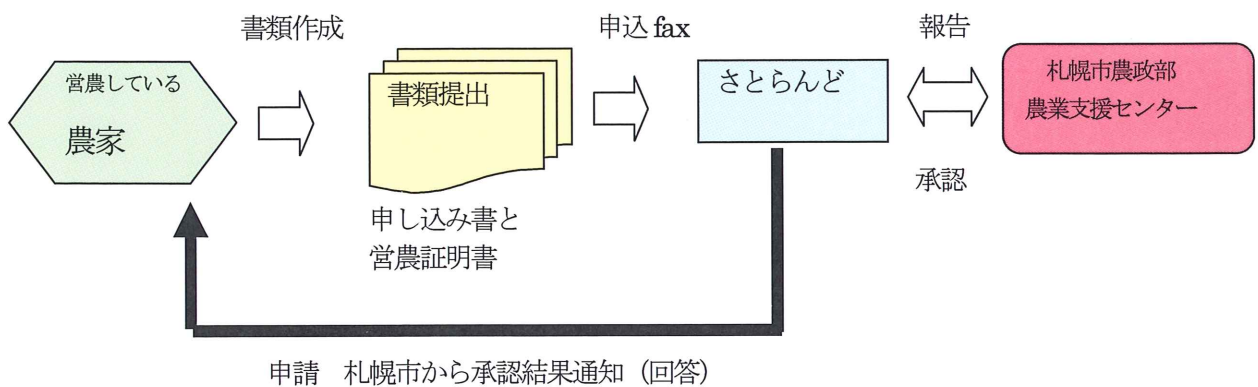 書類作成
申込 fax
報告
営農している
農家
書類提出
さとらんど
札幌市農政部
農業支援センター
承認
申し込み書と
営農証明書
申請　札幌市から承認結果通知（回答）